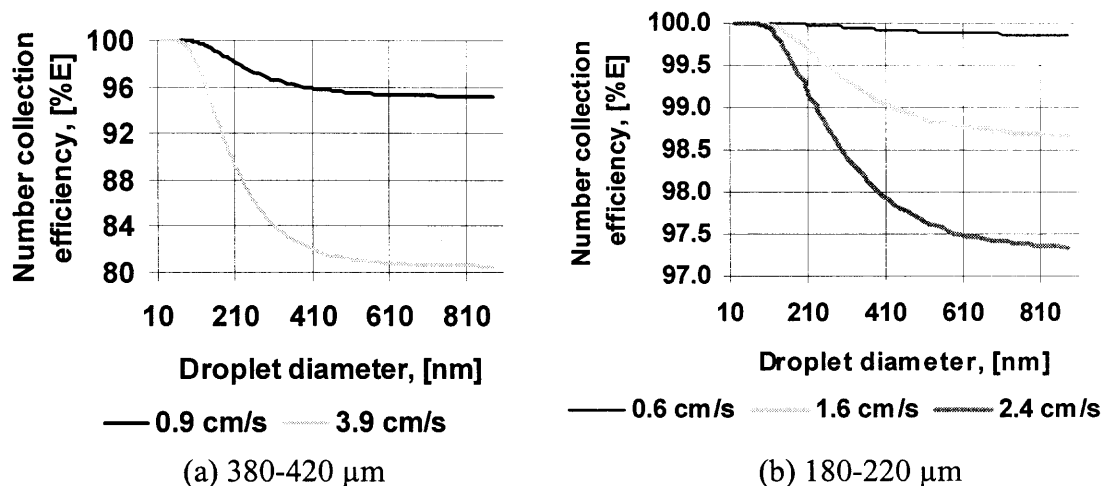 Number collection
efficiency, [%E]
100
96
92
88
84
80
10 210 410 610 810
Droplet diameter, [nm]
0.9 cm/s 3.9 cm/s
(a) 380-420 µm
Number collection
efficiency, [%E]
100.0
99.5
99.0
98.5
98.0
97.5
97.0
10 210 410 610 810
Droplet diameter, [nm]
0.6 cm/s 1.6 cm/s 2.4 cm/s
(b) 180-220 µm